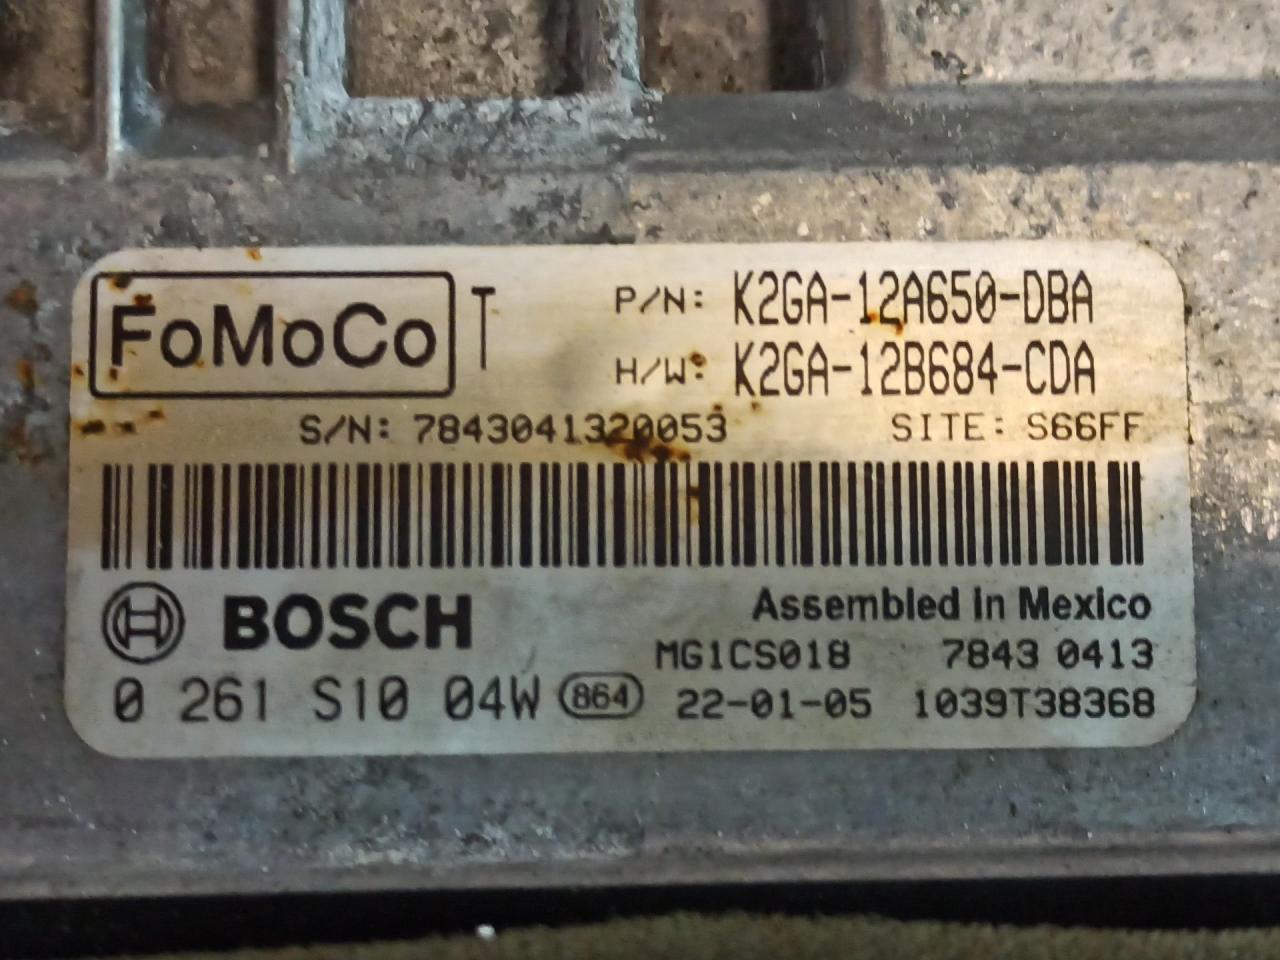 FoMoCo T P/N: K2GA-12A650-DBA
H/W: K2GA-12B684-CDA
S/N: 7843041320053 SITE: S66FF
BOSCH Assembled in Mexico
MG1CS018 7843 0413
0 261 S10 04W 864 22-01-05 1039T38368